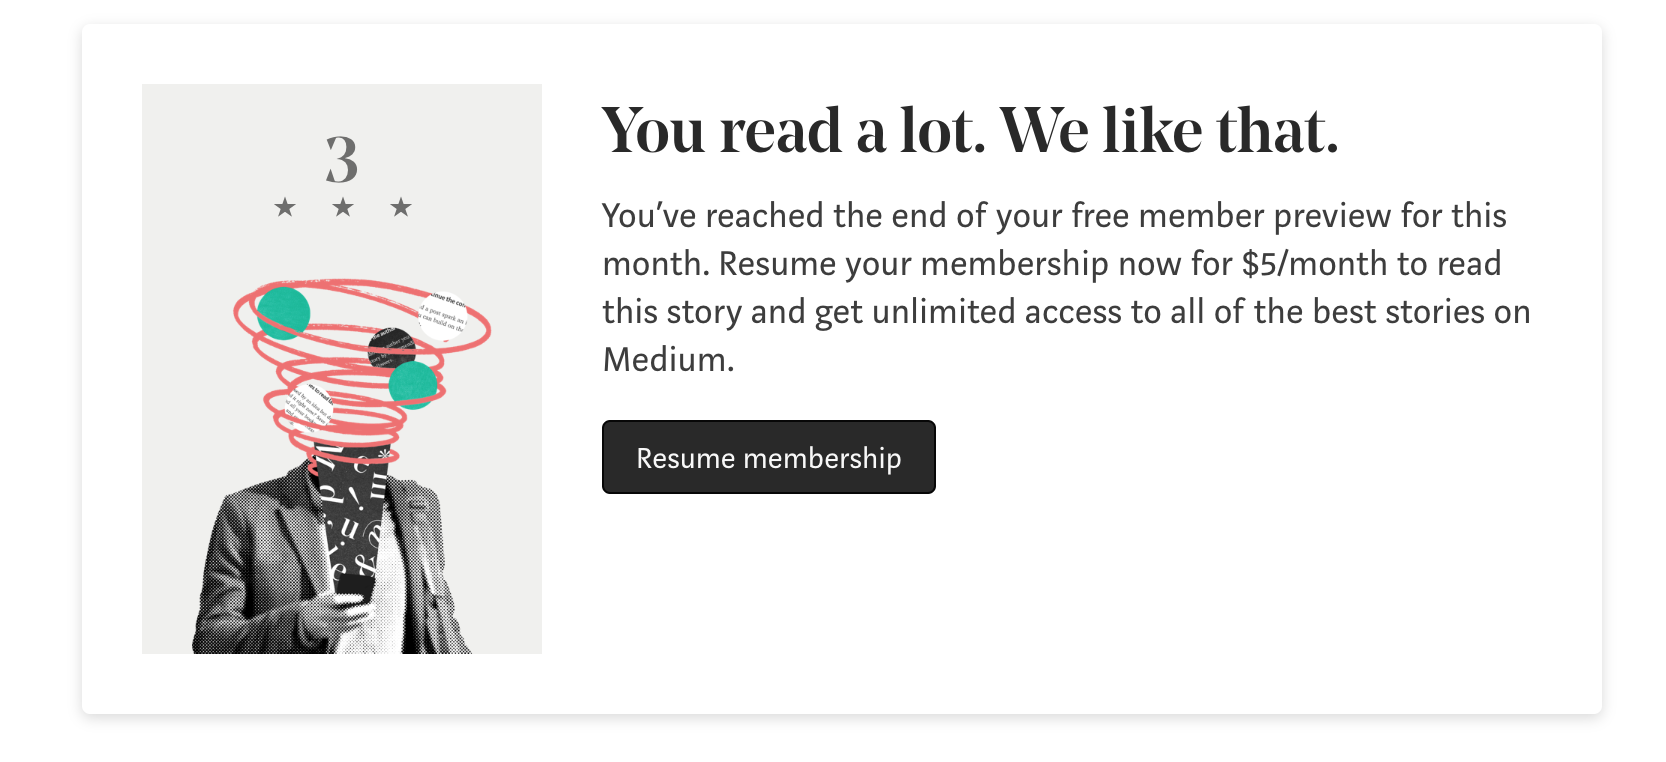 3
You read a lot. We like that.
You’ve reached the end of your free member preview for this
month. Resume your membership now for $5/month to read
this story and get unlimited access to all of the best stories on
Medium.
Resume membership